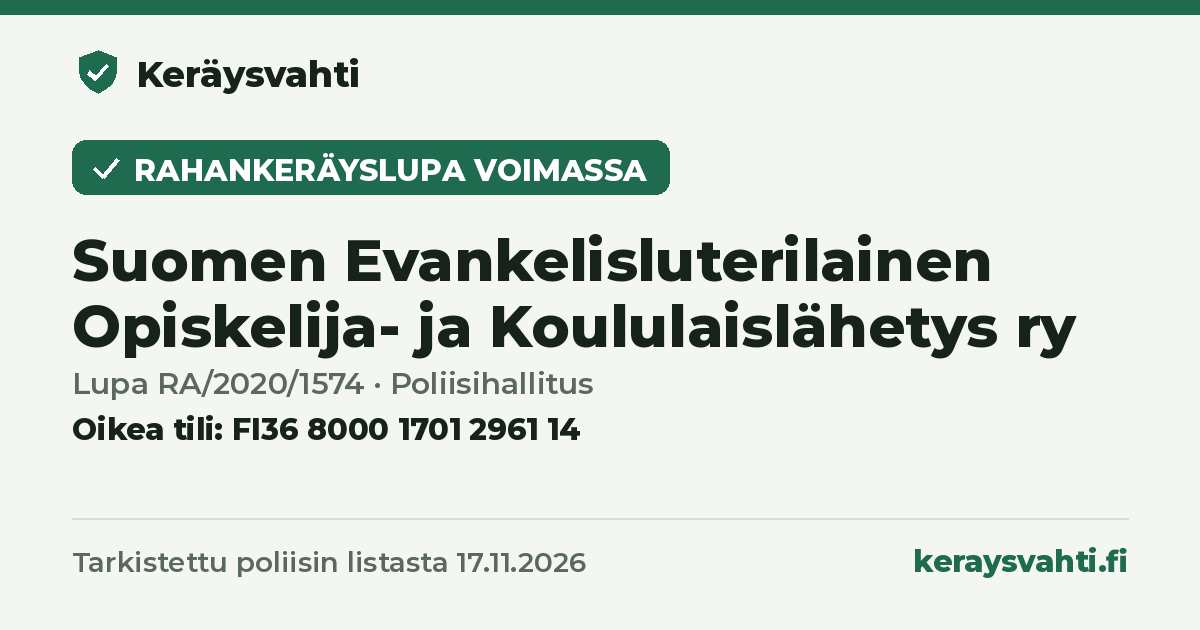 Keräysvahti
RAHANKERÄYSLUPA VOIMASSA
Suomen Evankelisluterilainen
Opiskelija- ja Koululaislähetys ry
Lupa RA/2020/1574 · Poliisihallitus
Oikea tili: FI36 8000 1701 2961 14
Tarkistettu poliisin listasta 17.11.2026
keraysvahti.fi